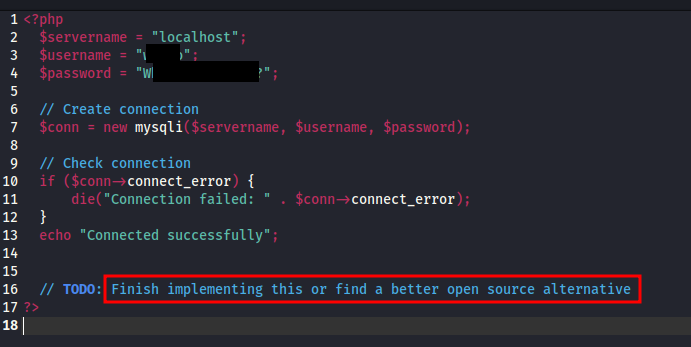 1 <?php
2 $servername = "localhost";
3 $username = "
4 $password = "
5
6 // Create connection
7 $conn = new mysqli($servername, $username, $password);
8
9 // Check connection
10 if ($conn->connect_error) {
11 die("Connection failed: " . $conn->connect_error);
12 }
13 echo "Connected successfully";
14
15
16 // TODO: Finish implementing this or find a better open source alternative
17 ?>
18